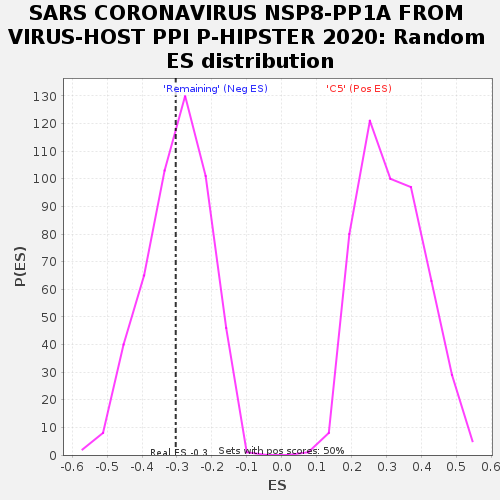 SARS CORONAVIRUS NSP8-PP1A FROM
VIRUS-HOST PPI P-HIPSTER 2020: Random
ES distribution
'Remaining' (Neg ES) 'C5' (Pos ES)
130
120
110
100
90
80
70
60
50
40
30
20
10
0
P(ES)
Real ES -0.3 Sets with pos scores: 50%
-0.6 -0.5 -0.4 -0.3 -0.2 -0.1 0.0 0.1 0.2 0.3 0.4 0.5 0.6
ES